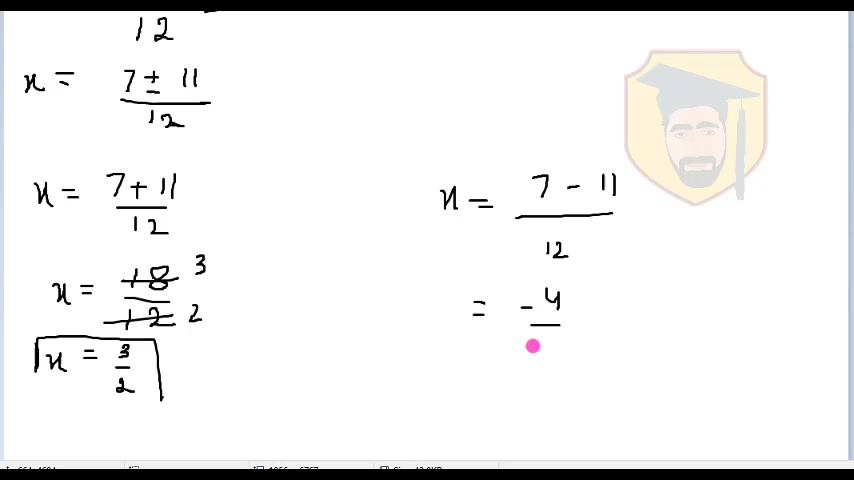 12
x = 7 ± 11 / 12
x = 7 + 11 / 12
x = 18 / 12 3 / 2
x = 3 / 2
x = 7 - 11 / 12
= - 4 /